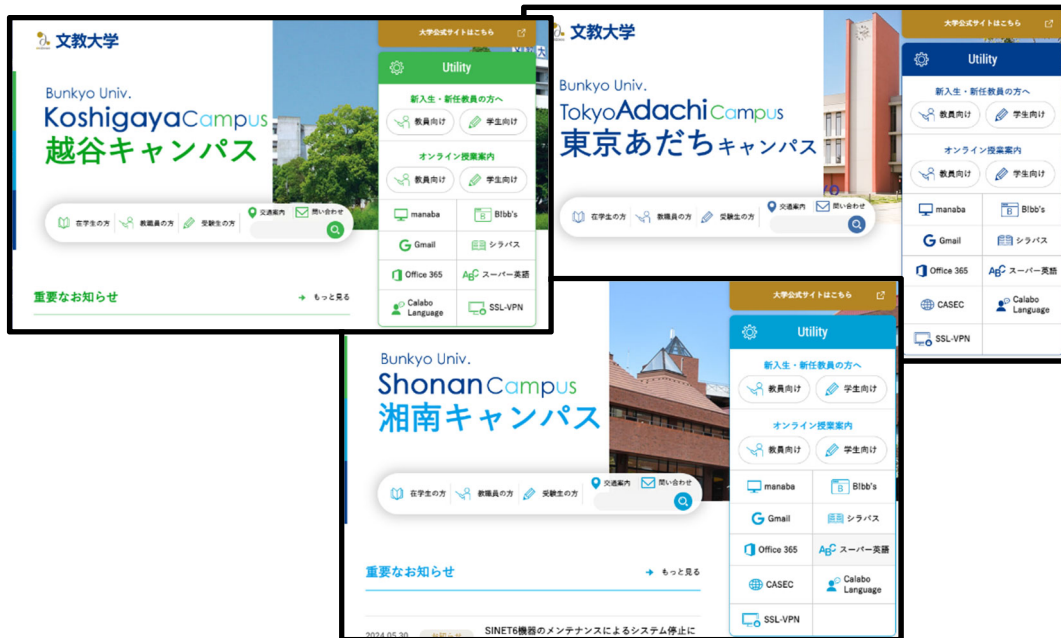 文教大学
Bunkyo Univ.
KoshigayaCampus
越谷キャンパス
在学生の方
教職員の方
受験生の方
交通案内
問い合わせ
重要なお知らせ
もっと見る
大学公式サイトはこちら
Utility
新入生・新任教員の方へ
教員向け
学生向け
オンライン授業案内
教員向け
学生向け
manaba
B!bb's
Gmail
シラバス
Office 365
ABC スーパー英語
Calabo
Language
SSL-VPN
文教大学
Bunkyo Univ.
TokyoAdachiCampus
東京あだちキャンパス
在学生の方
教職員の方
受験生の方
交通案内
問い合わせ
大学公式サイトはこちら
Utility
新入生・新任教員の方へ
教員向け
学生向け
オンライン授業案内
教員向け
学生向け
manaba
B!bb's
Gmail
シラバス
Office 365
ABC スーパー英語
CASEC
Calabo
Language
SSL-VPN
Bunkyo Univ.
ShonanCampus
湘南キャンパス
在学生の方
教職員の方
受験生の方
交通案内
問い合わせ
重要なお知らせ
もっと見る
2024.05.30
お知らせ
SINET6機器のメンテナンスによるシステム停止に
大学公式サイトはこちら
Utility
新入生・新任教員の方へ
教員向け
学生向け
オンライン授業案内
教員向け
学生向け
manaba
B!bb's
Gmail
シラバス
Office 365
ABC スーパー英語
CASEC
Calabo
Language
SSL-VPN